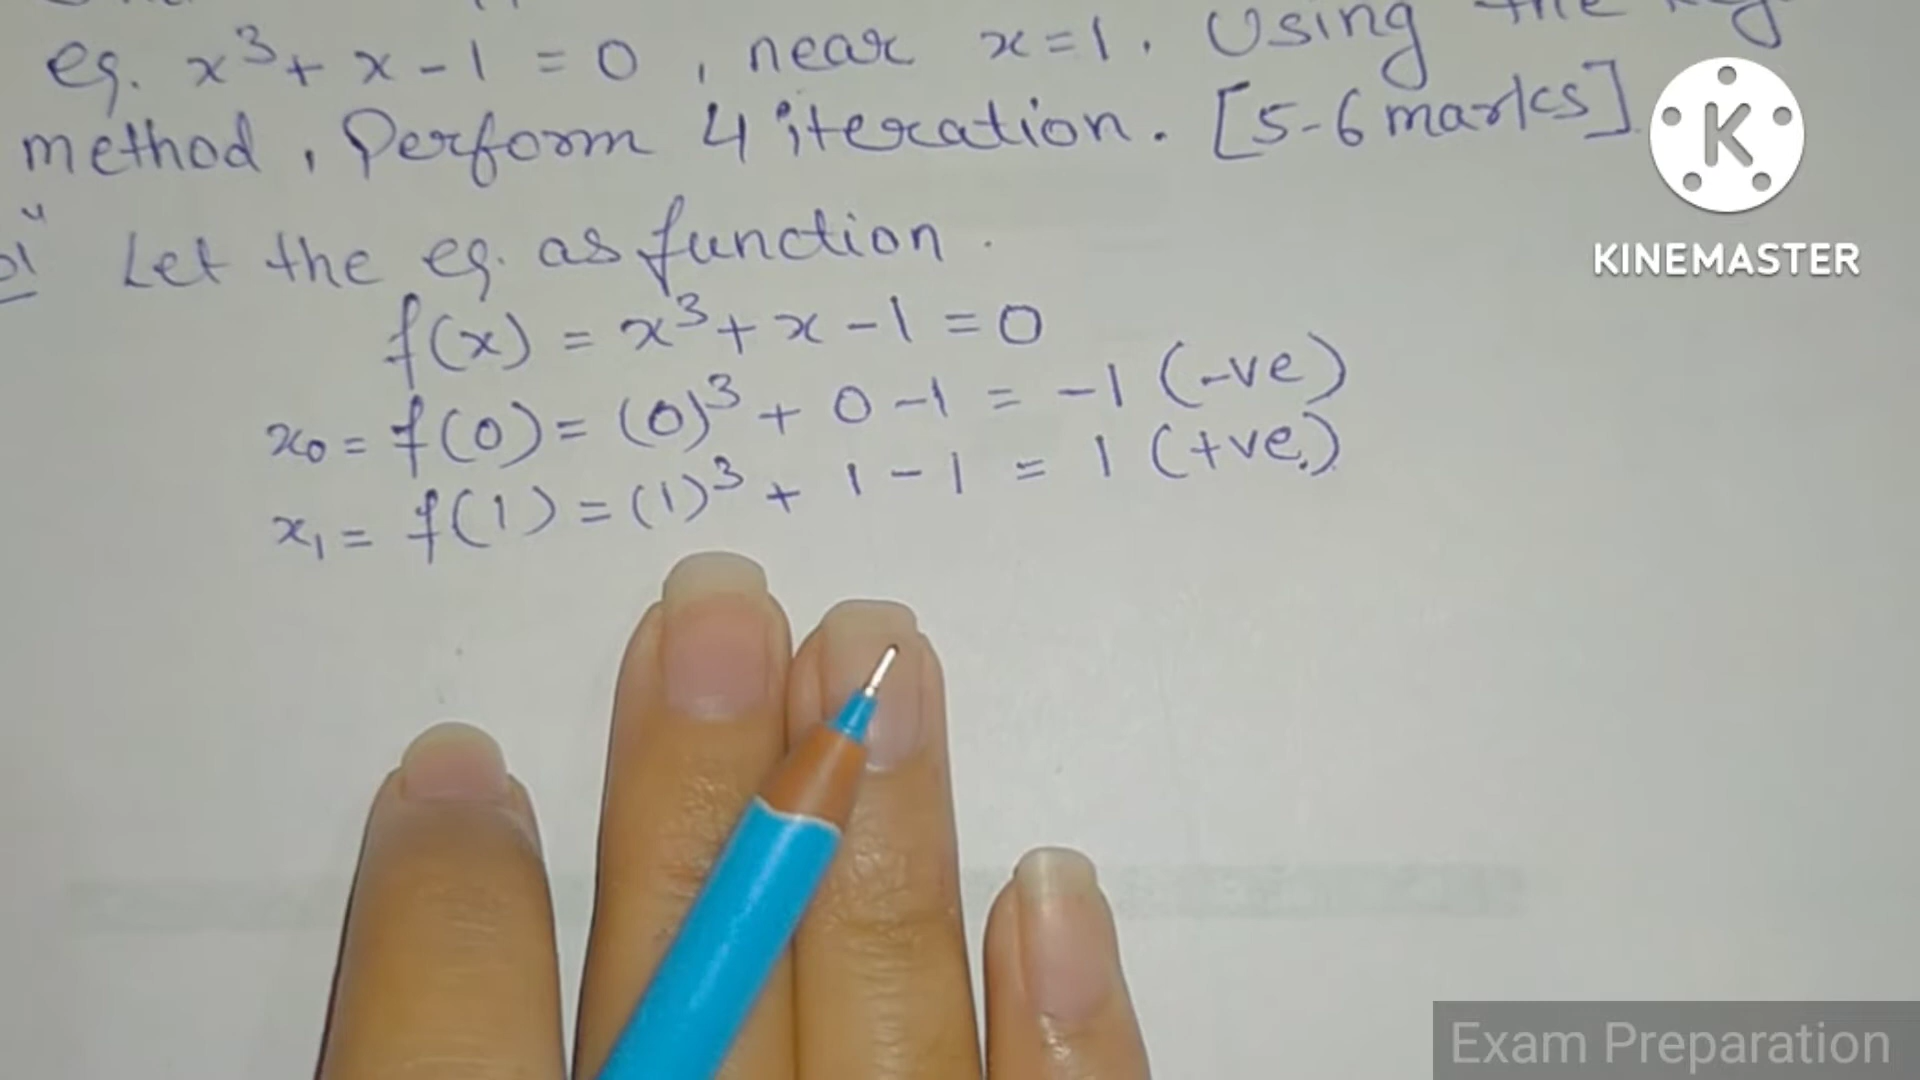 eq. x³ + x - 1 = 0, near x = 1. Using the
method, Perform 4 iteration. [5-6 marks]
Let the eq. as function.
f(x) = x³ + x - 1 = 0
x₀ = f(0) = (0)³ + 0 - 1 = -1 (-ve)
x₁ = f(1) = (1)³ + 1 - 1 = 1 (+ve.)
K
KINEMASTER
Exam Preparation